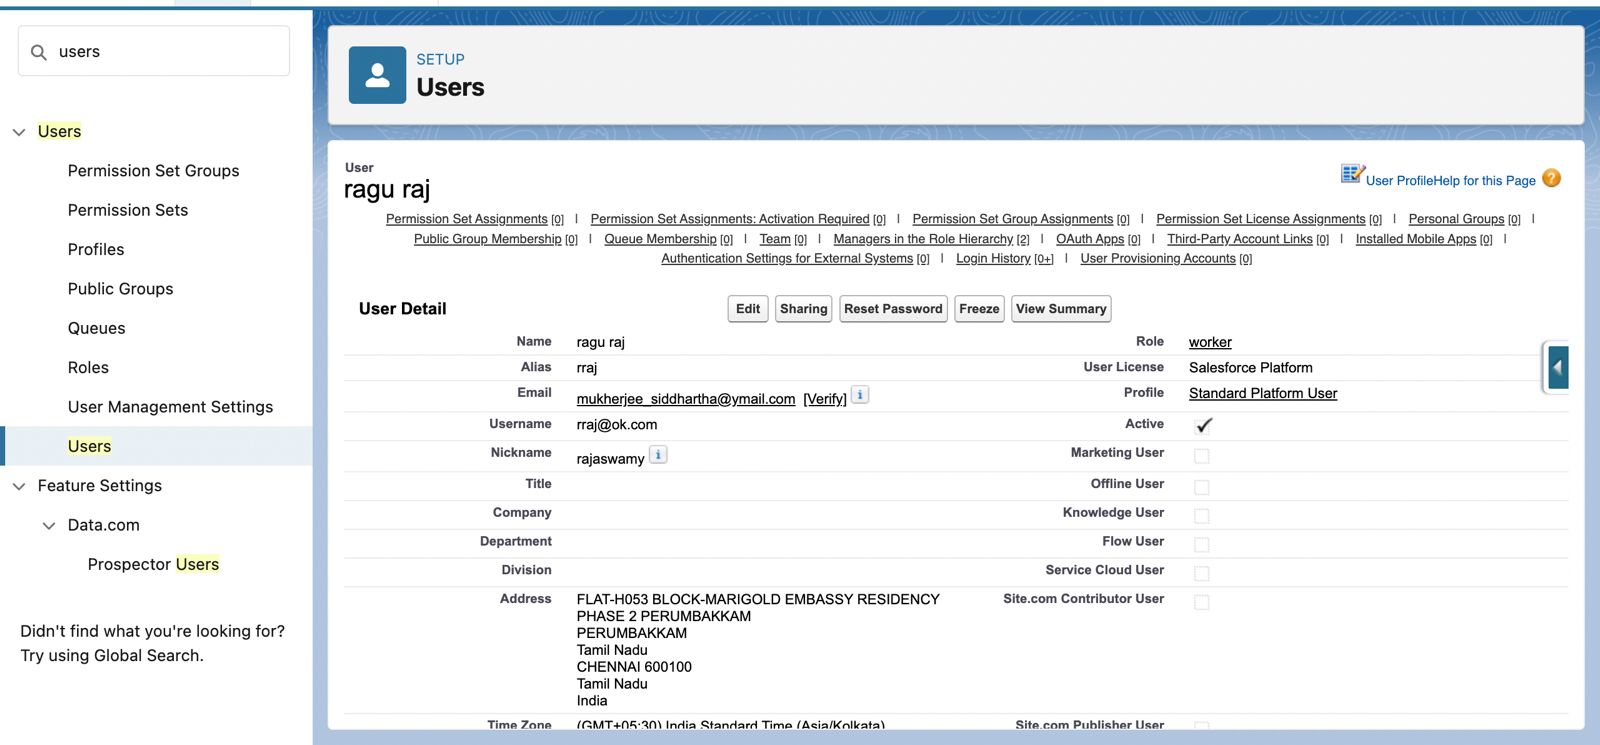 users
Users
Permission Set Groups
Permission Sets
Profiles
Public Groups
Queues
Roles
User Management Settings
Users
Feature Settings
Data.com
Prospector Users
Didn't find what you're looking for?
Try using Global Search.
SETUP
Users
User
ragu raj
User ProfileHelp for this Page ?
Permission Set Assignments [0] | Permission Set Assignments: Activation Required [0] | Permission Set Group Assignments [0] | Permission Set License Assignments [0] | Personal Groups [0] |
Public Group Membership [0] | Queue Membership [0] | Team [0] | Managers in the Role Hierarchy [2] | OAuth Apps [0] | Third-Party Account Links [0] | Installed Mobile Apps [0] |
Authentication Settings for External Systems [0] | Login History [0+] | User Provisioning Accounts [0]
User Detail Edit Sharing Reset Password Freeze View Summary
Name ragu raj Role worker
Alias rraj User License Salesforce Platform
Email mukherjee_siddhartha@ymail.com [Verify] i Profile Standard Platform User
Username rraj@ok.com Active
Nickname rajaswamy i Marketing User
Title Offline User
Company Knowledge User
Department Flow User
Division Service Cloud User
Address FLAT-H053 BLOCK-MARIGOLD EMBASSY RESIDENCY Site.com Contributor User
PHASE 2 PERUMBAKKAM
PERUMBAKKAM
Tamil Nadu
CHENNAI 600100
Tamil Nadu
India
Time Zone (GMT+05:30) India Standard Time (Asia/Kolkata) Site.com Publisher User